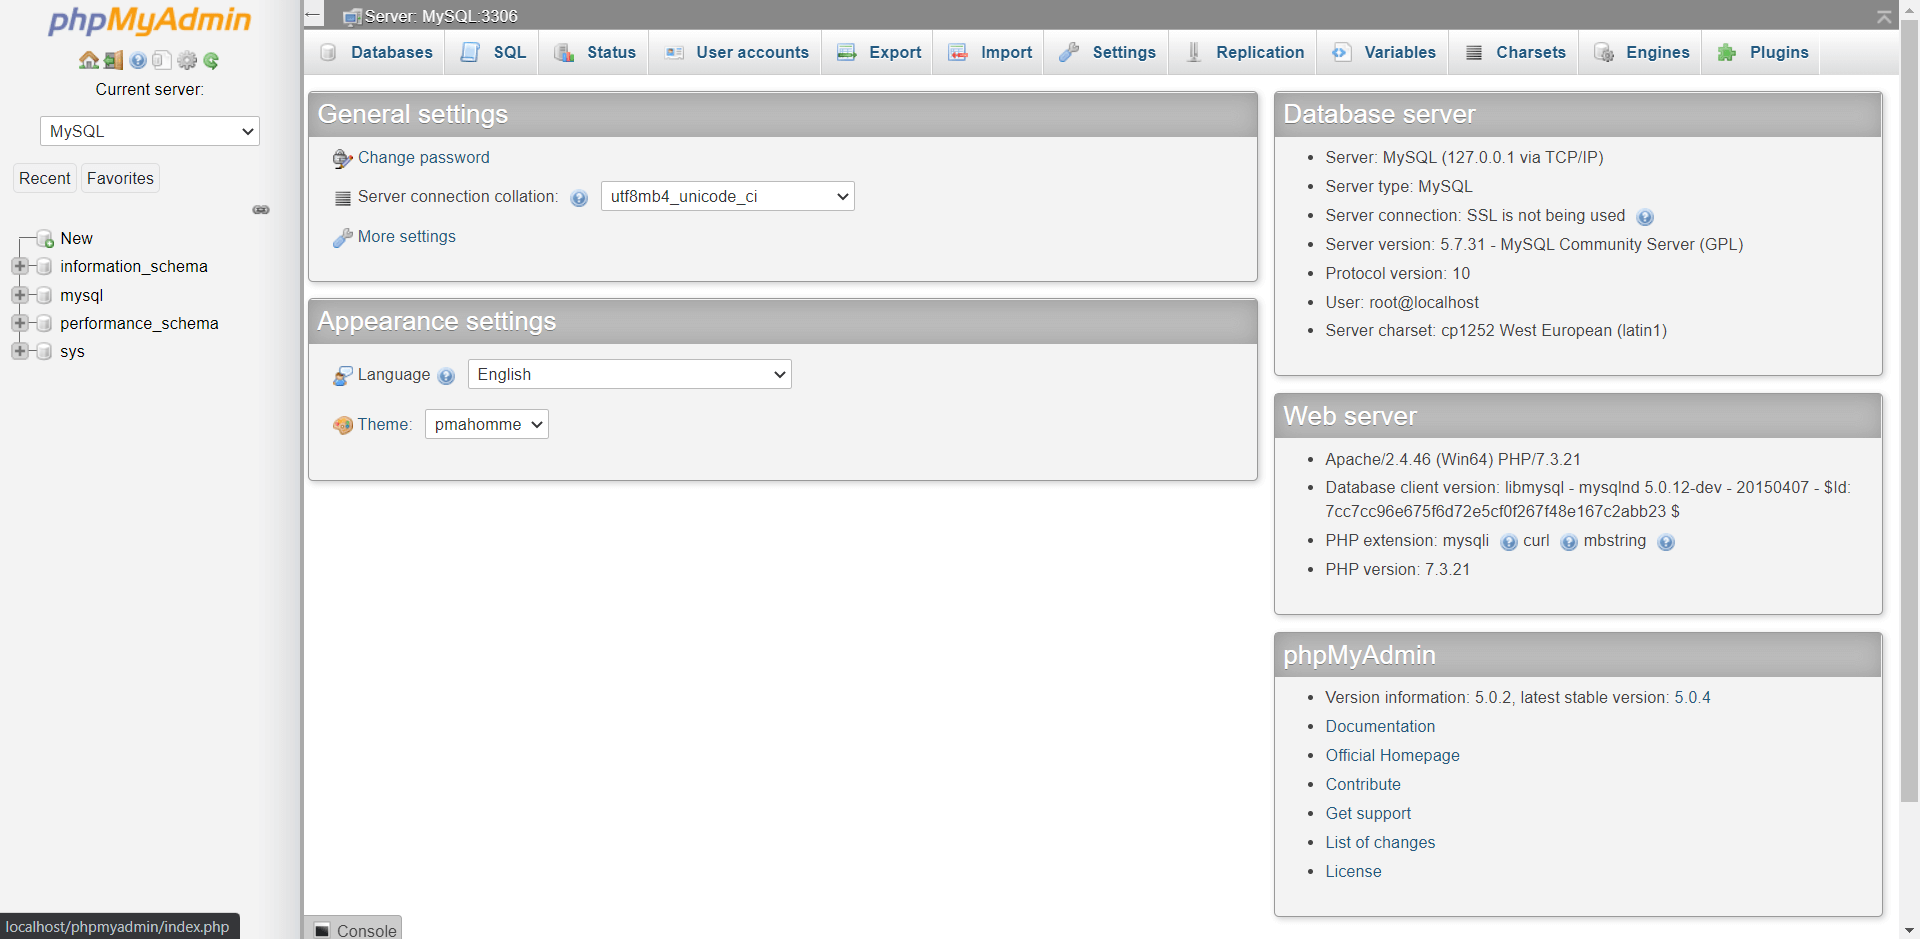 phpMyAdmin
Current server:
MySQL
Recent Favorites
New
information_schema
mysql
performance_schema
sys
localhost/phpmyadmin/index.php
Server: MySQL:3306
Databases SQL Status User accounts Export Import Settings Replication Variables Charsets Engines Plugins
General settings
Change password
Server connection collation: utf8mb4_unicode_ci
More settings
Appearance settings
Language English
Theme: pmahomme
Console
Database server
Server: MySQL (127.0.0.1 via TCP/IP)
Server type: MySQL
Server connection: SSL is not being used
Server version: 5.7.31 - MySQL Community Server (GPL)
Protocol version: 10
User: root@localhost
Server charset: cp1252 West European (latin1)
Web server
Apache/2.4.46 (Win64) PHP/7.3.21
Database client version: libmysql - mysqlnd 5.0.12-dev - 20150407 - $Id:
7cc7cc96e675f6d72e5cf0f267f48e167c2abb23 $
PHP extension: mysqli curl mbstring
PHP version: 7.3.21
phpMyAdmin
Version information: 5.0.2, latest stable version: 5.0.4
Documentation
Official Homepage
Contribute
Get support
List of changes
License